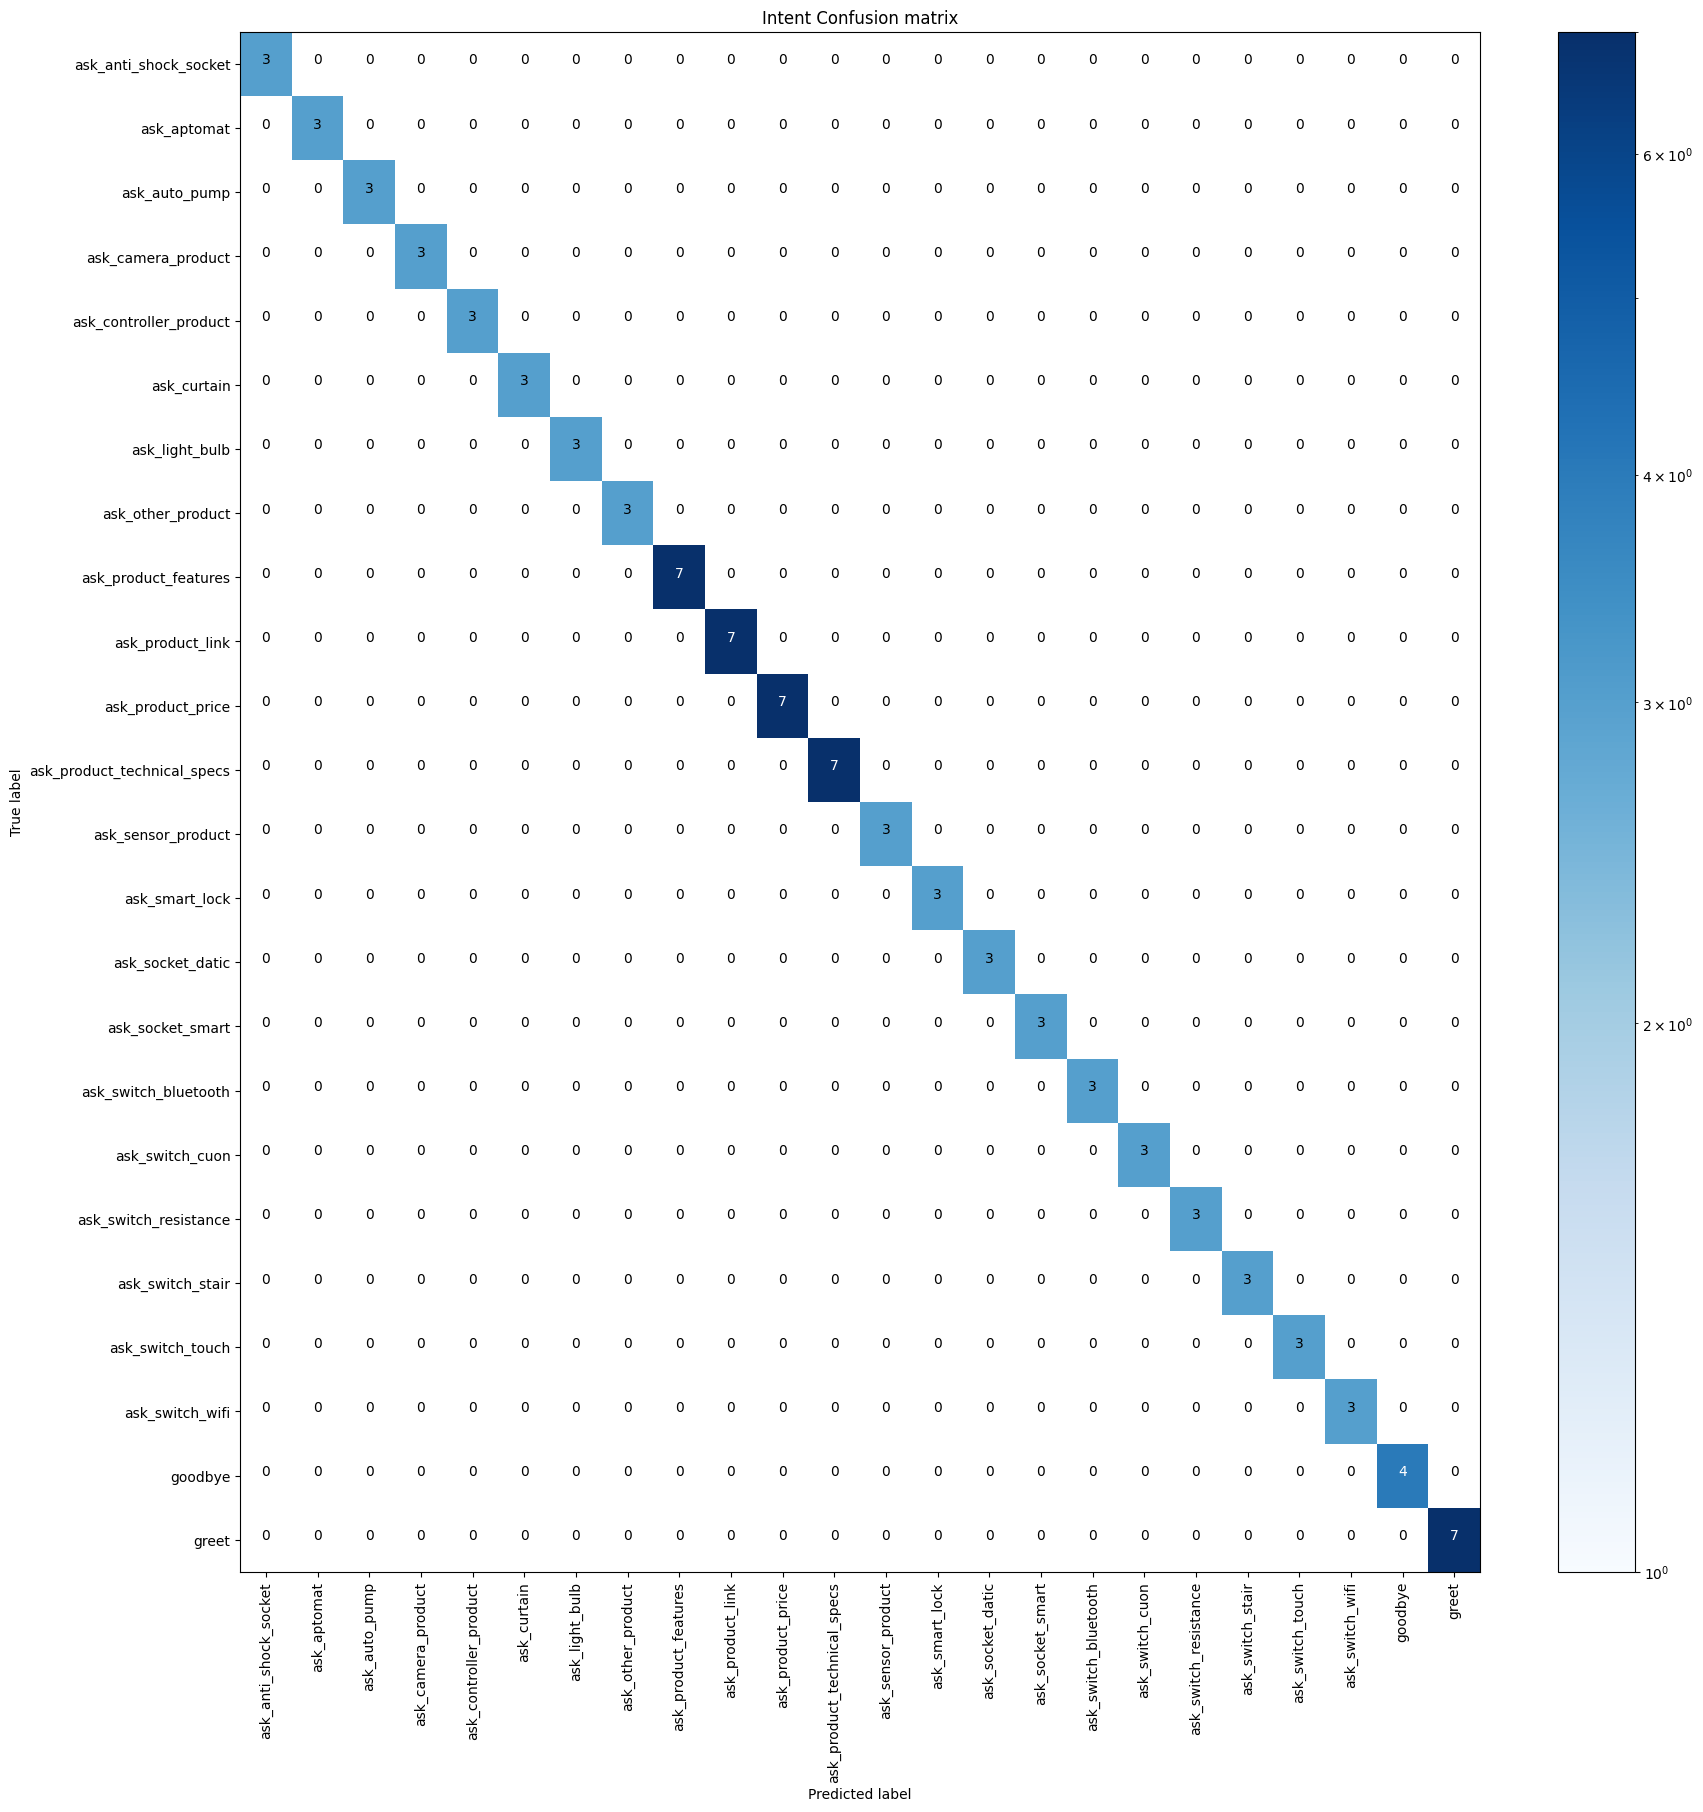 Intent Confusion matrix
ask_anti_shock_socket 3 0 0 0 0 0 0 0 0 0 0 0 0 0 0 0 0 0 0 0 0 0 0 0
ask_aptomat 0 3 0 0 0 0 0 0 0 0 0 0 0 0 0 0 0 0 0 0 0 0 0 0
ask_auto_pump 0 0 3 0 0 0 0 0 0 0 0 0 0 0 0 0 0 0 0 0 0 0 0 0
ask_camera_product 0 0 0 3 0 0 0 0 0 0 0 0 0 0 0 0 0 0 0 0 0 0 0 0
ask_controller_product 0 0 0 0 3 0 0 0 0 0 0 0 0 0 0 0 0 0 0 0 0 0 0 0
ask_curtain 0 0 0 0 0 3 0 0 0 0 0 0 0 0 0 0 0 0 0 0 0 0 0 0
ask_light_bulb 0 0 0 0 0 0 3 0 0 0 0 0 0 0 0 0 0 0 0 0 0 0 0 0
ask_other_product 0 0 0 0 0 0 0 3 0 0 0 0 0 0 0 0 0 0 0 0 0 0 0 0
ask_product_features 0 0 0 0 0 0 0 0 7 0 0 0 0 0 0 0 0 0 0 0 0 0 0 0
ask_product_link 0 0 0 0 0 0 0 0 0 7 0 0 0 0 0 0 0 0 0 0 0 0 0 0
ask_product_price 0 0 0 0 0 0 0 0 0 0 7 0 0 0 0 0 0 0 0 0 0 0 0 0
ask_product_technical_specs 0 0 0 0 0 0 0 0 0 0 0 7 0 0 0 0 0 0 0 0 0 0 0 0
ask_sensor_product 0 0 0 0 0 0 0 0 0 0 0 0 3 0 0 0 0 0 0 0 0 0 0 0
ask_smart_lock 0 0 0 0 0 0 0 0 0 0 0 0 0 3 0 0 0 0 0 0 0 0 0 0
ask_socket_datic 0 0 0 0 0 0 0 0 0 0 0 0 0 0 3 0 0 0 0 0 0 0 0 0
ask_socket_smart 0 0 0 0 0 0 0 0 0 0 0 0 0 0 0 3 0 0 0 0 0 0 0 0
ask_switch_bluetooth 0 0 0 0 0 0 0 0 0 0 0 0 0 0 0 0 3 0 0 0 0 0 0 0
ask_switch_cuon 0 0 0 0 0 0 0 0 0 0 0 0 0 0 0 0 0 3 0 0 0 0 0 0
ask_switch_resistance 0 0 0 0 0 0 0 0 0 0 0 0 0 0 0 0 0 0 3 0 0 0 0 0
ask_switch_stair 0 0 0 0 0 0 0 0 0 0 0 0 0 0 0 0 0 0 0 3 0 0 0 0
ask_switch_touch 0 0 0 0 0 0 0 0 0 0 0 0 0 0 0 0 0 0 0 0 3 0 0 0
ask_switch_wifi 0 0 0 0 0 0 0 0 0 0 0 0 0 0 0 0 0 0 0 0 0 3 0 0
goodbye 0 0 0 0 0 0 0 0 0 0 0 0 0 0 0 0 0 0 0 0 0 0 4 0
greet 0 0 0 0 0 0 0 0 0 0 0 0 0 0 0 0 0 0 0 0 0 0 0 7
True label
ask_anti_shock_socket
ask_aptomat
ask_auto_pump
ask_camera_product
ask_controller_product
ask_curtain
ask_light_bulb
ask_other_product
ask_product_features
ask_product_link
ask_product_price
ask_product_technical_specs
ask_sensor_product
ask_smart_lock
ask_socket_datic
ask_socket_smart
ask_switch_bluetooth
ask_switch_cuon
ask_switch_resistance
ask_switch_stair
ask_switch_touch
ask_switch_wifi
goodbye
greet
Predicted label
6 × 10⁰
4 × 10⁰
3 × 10⁰
2 × 10⁰
10⁰